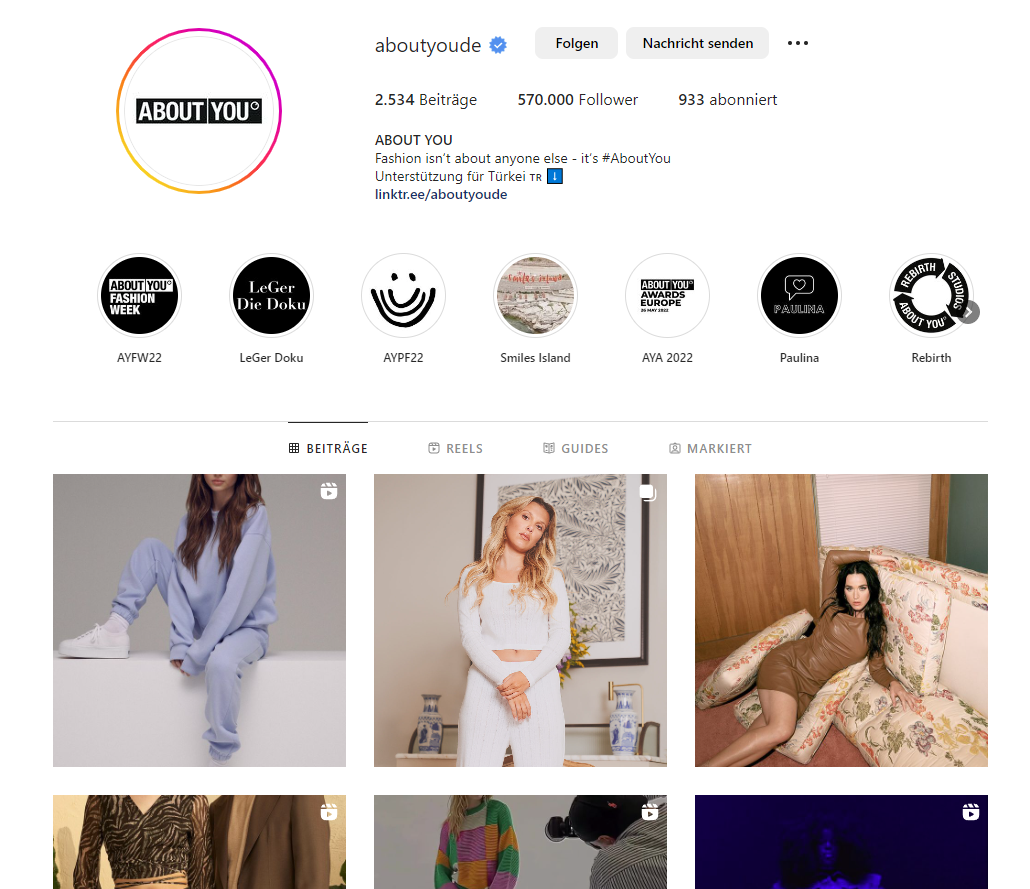 aboutyoude
Folgen
Nachricht senden
2.534 Beiträge
570.000 Follower
933 abonniert
ABOUT YOU°
ABOUT YOU
Fashion isn’t about anyone else - it’s #AboutYou
Unterstützung für Türkei TR
linktr.ee/aboutyoude
ABOUT YOU°
FASHION
WEEK
LeGer
Die Doku
ABOUT YOU°
AWARDS
EUROPE
26 MAY 2022
PAULINA
REBIRTH
STUDIOS
ABOUT YOU°
AYFW22
LeGer Doku
AYPF22
Smiles Island
AYA 2022
Paulina
Rebirth
BEITRÄGE
REELS
GUIDES
MARKIERT